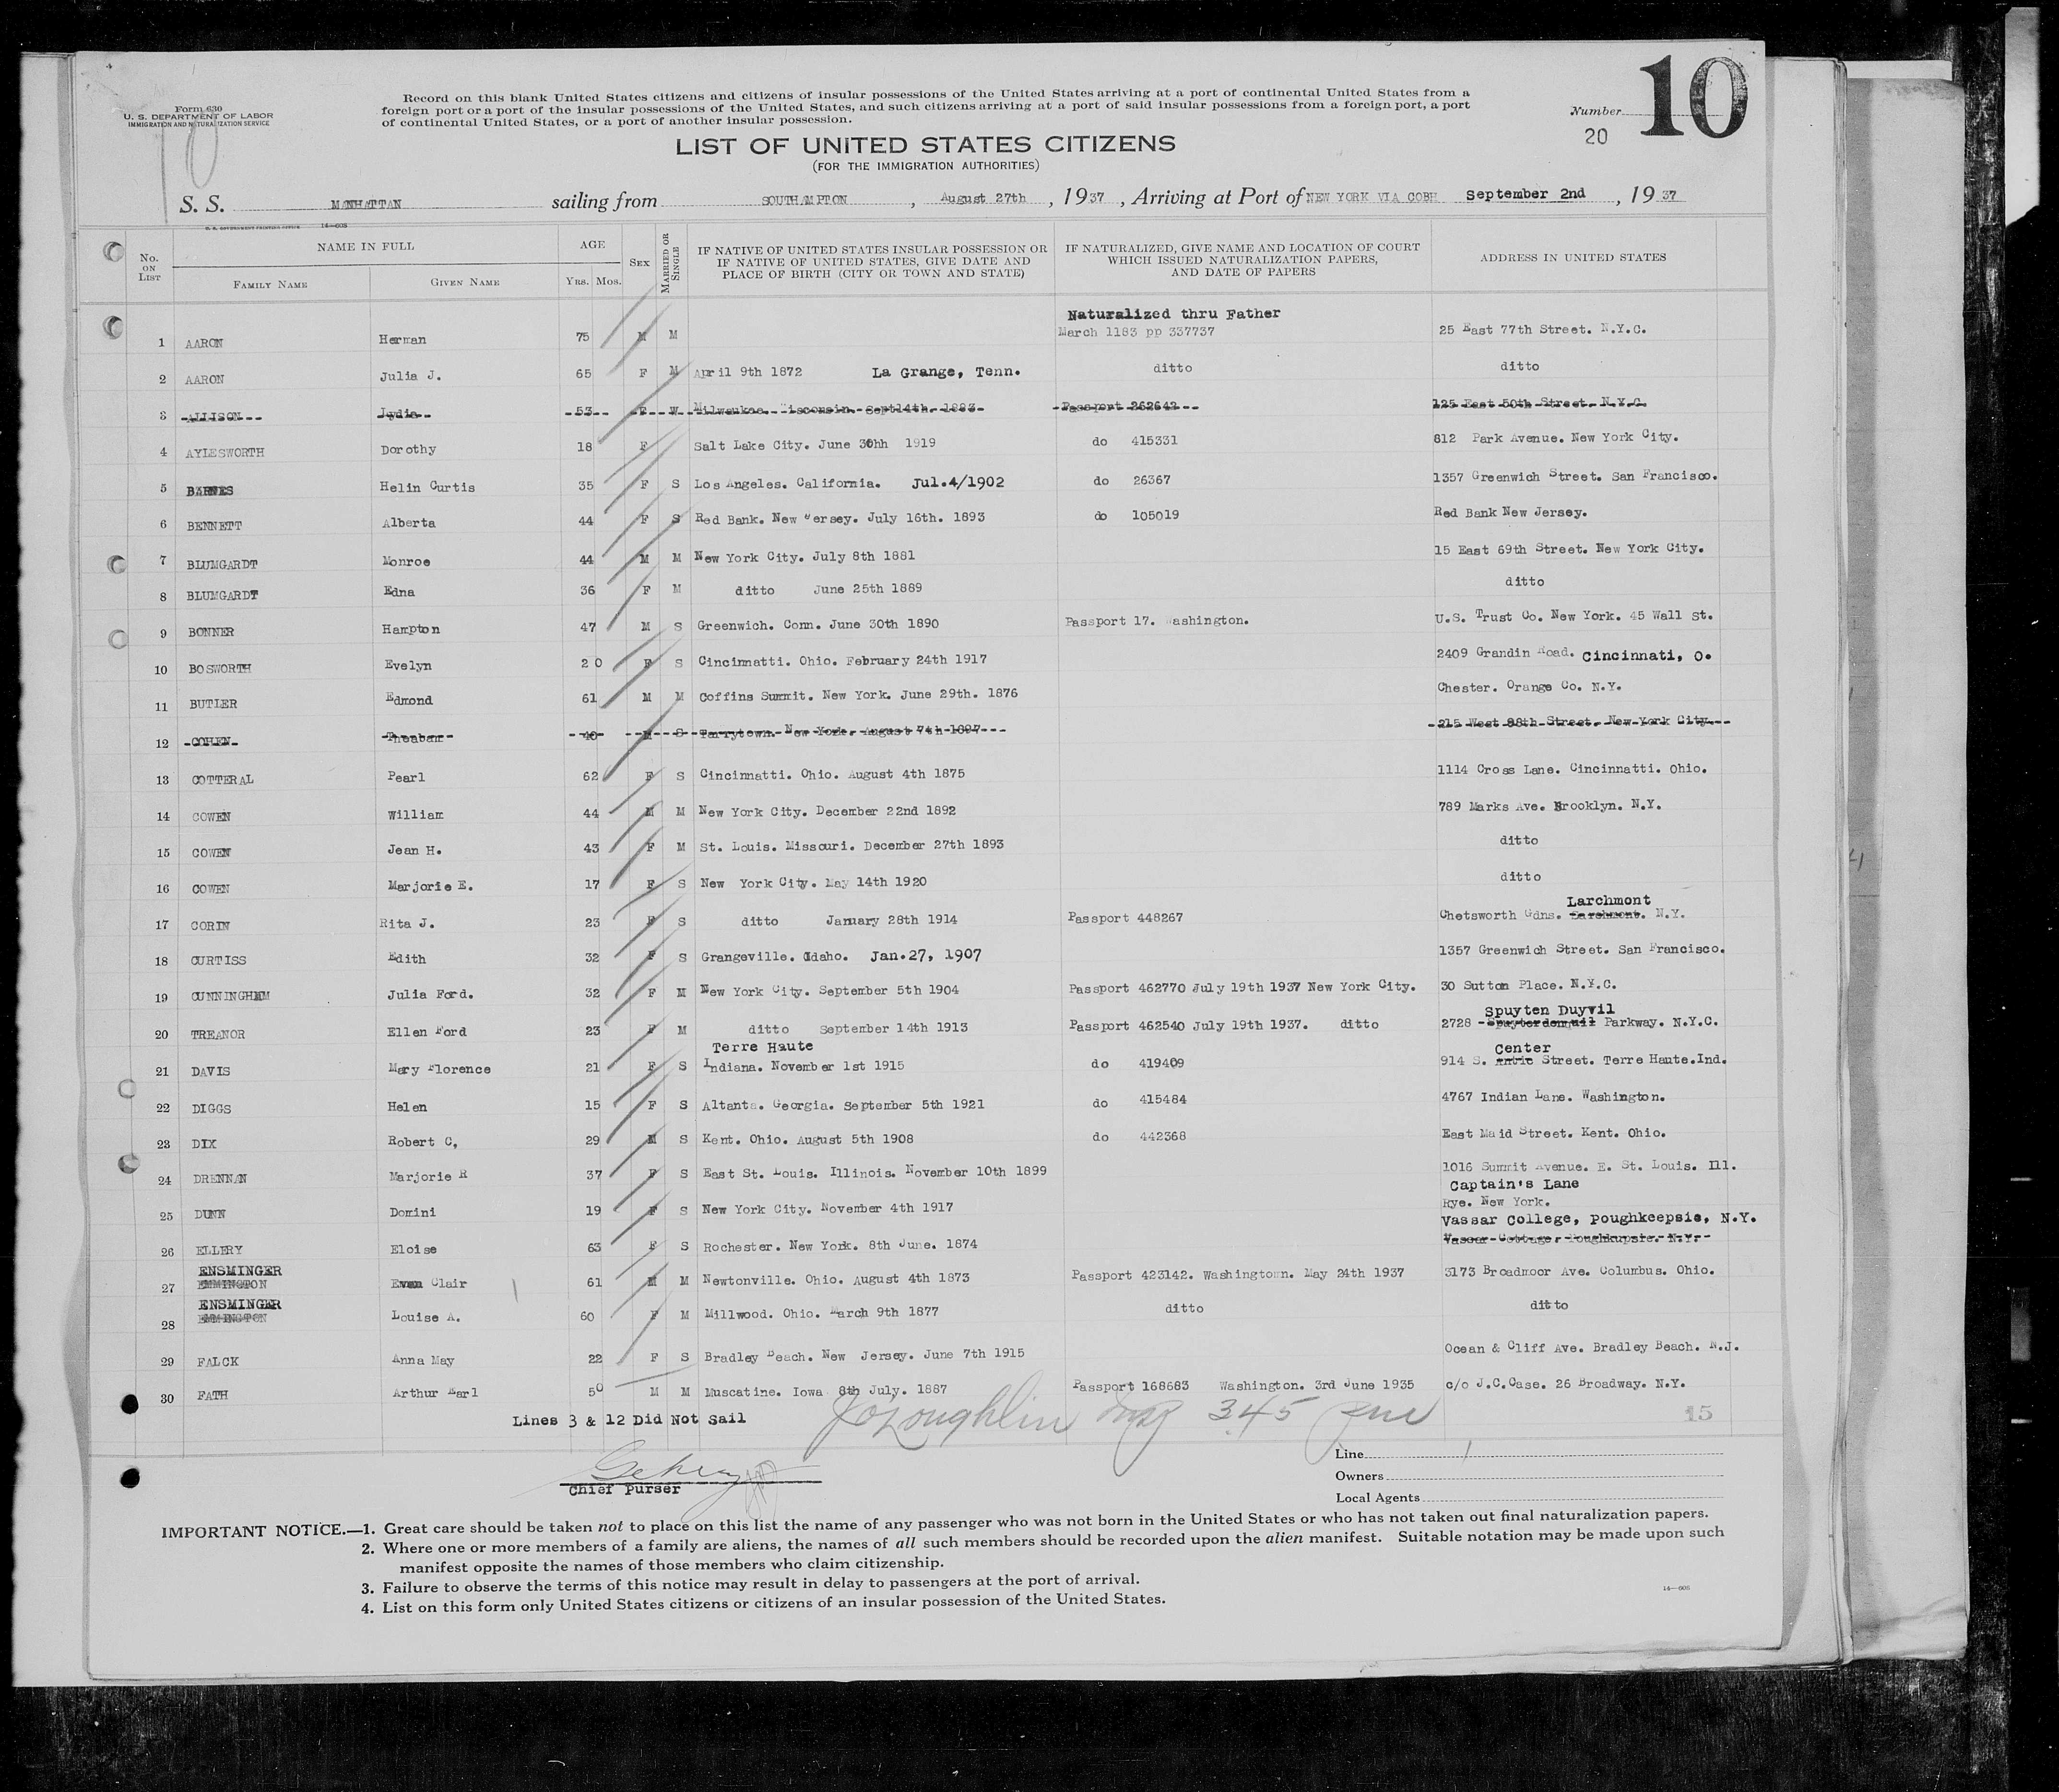 Form 630
U. S. DEPARTMENT OF LABOR
IMMIGRATION AND NATURALIZATION SERVICE
Record on this blank United States citizens and citizens of insular possessions of the United States arriving at a port of continental United States from a
foreign port or a port of the insular possessions of the United States, and such citizens arriving at a port of said insular possessions from a foreign port, a port
of continental United States, or a port of another insular possession.
Number 10
20
10
LIST OF UNITED STATES CITIZENS
(FOR THE IMMIGRATION AUTHORITIES)
S. S. MANHATTAN sailing from SOUTHAMPTON, August 27th, 1937, Arriving at Port of NEW YORK VIA COBH September 2nd, 1937
No. ON LIST NAME IN FULL FAMILY NAME GIVEN NAME AGE YRS. MOS. SEX MARRIED OR SINGLE IF NATIVE OF UNITED STATES INSULAR POSSESSION OR IF NATIVE OF UNITED STATES, GIVE DATE AND PLACE OF BIRTH (CITY OR TOWN AND STATE) IF NATURALIZED, GIVE NAME AND LOCATION OF COURT WHICH ISSUED NATURALIZATION PAPERS, AND DATE OF PAPERS ADDRESS IN UNITED STATES
Naturalized thru Father
1 AARON Herman 75 M M March 1183 pp 337737 25 East 77th Street. N.Y.C.
2 AARON Julia J. 65 F M April 9th 1872 La Grange, Tenn. ditto ditto
3 ALLISON Lydia 53 F W Milwaukee. Wisconsin. Sept 14th. 1883 Passport 262642 125 East 50th Street. N.Y.C.
4 AYLESWORTH Dorothy 18 F Salt Lake City. June 30hh 1919 do 415331 812 Park Avenue. New York City.
5 BARNES Helin Curtis 35 F S Los Angeles. California. Jul.4/1902 do 26367 1357 Greenwich Street. San Francisco.
6 BENNETT Alberta 44 F S Red Bank. New Jersey. July 16th. 1893 do 105019 Red Bank New Jersey.
7 BLUMGARDT Monroe 44 M M New York City. July 8th 1881 15 East 69th Street. New York City.
8 BLUMGARDT Edna 36 F M ditto June 25th 1889 ditto
9 BONNER Hampton 47 M S Greenwich. Conn. June 30th 1890 Passport 17. Washington. U.S. Trust Co. New York. 45 Wall St.
10 BOSWORTH Evelyn 20 F S Cincinnatti. Ohio. February 24th 1917 2409 Grandin Road. Cincinnati, O.
11 BUTLER Edmond 61 M M Coffins Summit. New York. June 29th. 1876 Chester. Orange Co. N.Y.
12 COHEN 40 M S Tarrytown. New York. August 7th 1897 215 West 88th Street. New York City.
13 COTTERAL Pearl 62 F S Cincinnatti. Ohio. August 4th 1875 1114 Cross Lane. Cincinnatti. Ohio.
14 COWEN William 44 M M New York City. December 22nd 1892 789 Marks Ave. Brooklyn. N.Y.
15 COWEN Jean H. 43 F M St. Louis. Missouri. December 27th 1893 ditto
16 COWEN Marjorie E. 17 F S New York City. May 14th 1920 ditto
Larchmont
17 CORIN Rita J. 23 F S ditto January 28th 1914 Passport 448267 Chetsworth Gdns. Larchmont. N.Y.
18 CURTISS Edith 32 F S Grangeville. Idaho. Jan.27, 1907 1357 Greenwich Street. San Francisco.
19 CUNNINGHAM Julia Ford. 32 F M New York City. September 5th 1904 Passport 462770 July 19th 1937 New York City. 30 Sutton Place. N.Y.C.
Spuyten Duyvil
20 TREANOR Ellen Ford 23 F M ditto September 14th 1913 Passport 462540 July 19th 1937. ditto 2728 Parkway. N.Y.C.
Terre Haute Center
21 DAVIS Mary Florence 21 F S Indiana. November 1st 1915 do 419409 914 S. Street. Terre Haute.Ind.
22 DIGGS Helen 15 F S Altanta. Georgia. September 5th 1921 do 415484 4767 Indian Lane. Washington.
23 DIX Robert C, 29 M S Kent. Ohio. August 5th 1908 do 442368 East Maid Street. Kent. Ohio.
24 DRENNAN Marjorie R 37 F S East St. Louis. Illinois. November 10th 1899 1016 Summit Avenue. E. St. Louis. Ill.
Captain's Lane
25 DUNN Domini 19 F S New York City. November 4th 1917 Rye. New York.
Vassar College, Poughkeepsie, N.Y.
26 ELLERY Eloise 63 F S Rochester. New York. 8th June. 1874 Vassar Cottage. Poughkupsie. N.Y.
ENSMINGER
27 EMMINGTON Evan Clair 61 M M Newtonville. Ohio. August 4th 1873 Passport 423142. Washington. May 24th 1937 3173 Broadmoor Ave. Columbus. Ohio.
ENSMINGER
28 EMMINGTON Louise A. 60 F M Millwood. Ohio. March 9th 1877 ditto ditto
29 FALCK Anna May 22 F S Bradley Beach. New Jersey. June 7th 1915 Ocean & Cliff Ave. Bradley Beach. N.J.
30 FATH Arthur Earl 50 M M Muscatine. Iowa 8th July. 1887 Passport 168683 Washington. 3rd June 1935 c/o J.C.Case. 26 Broadway. N.Y.
Lines 3 & 12 Did Not Sail J O'Loughlin 345 15
Chief Purser
Line
Owners
Local Agents
IMPORTANT NOTICE.—1. Great care should be taken not to place on this list the name of any passenger who was not born in the United States or who has not taken out final naturalization papers.
2. Where one or more members of a family are aliens, the names of all such members should be recorded upon the alien manifest. Suitable notation may be made upon such
manifest opposite the names of those members who claim citizenship.
3. Failure to observe the terms of this notice may result in delay to passengers at the port of arrival.
4. List on this form only United States citizens or citizens of an insular possession of the United States.
14—608